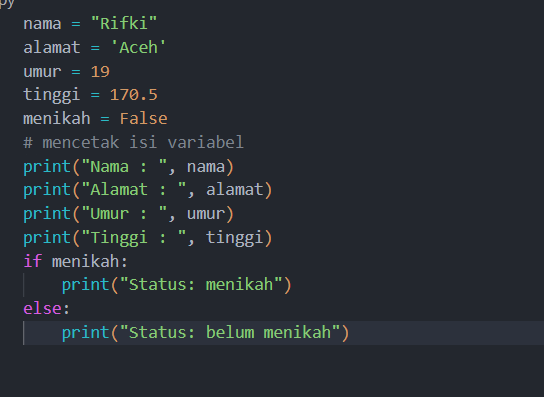 py
nama = "Rifki"
alamat = 'Aceh'
umur = 19
tinggi = 170.5
menikah = False
# mencetak isi variabel
print("Nama : ", nama)
print("Alamat : ", alamat)
print("Umur : ", umur)
print("Tinggi : ", tinggi)
if menikah:
    print("Status: menikah")
else:
    print("Status: belum menikah")